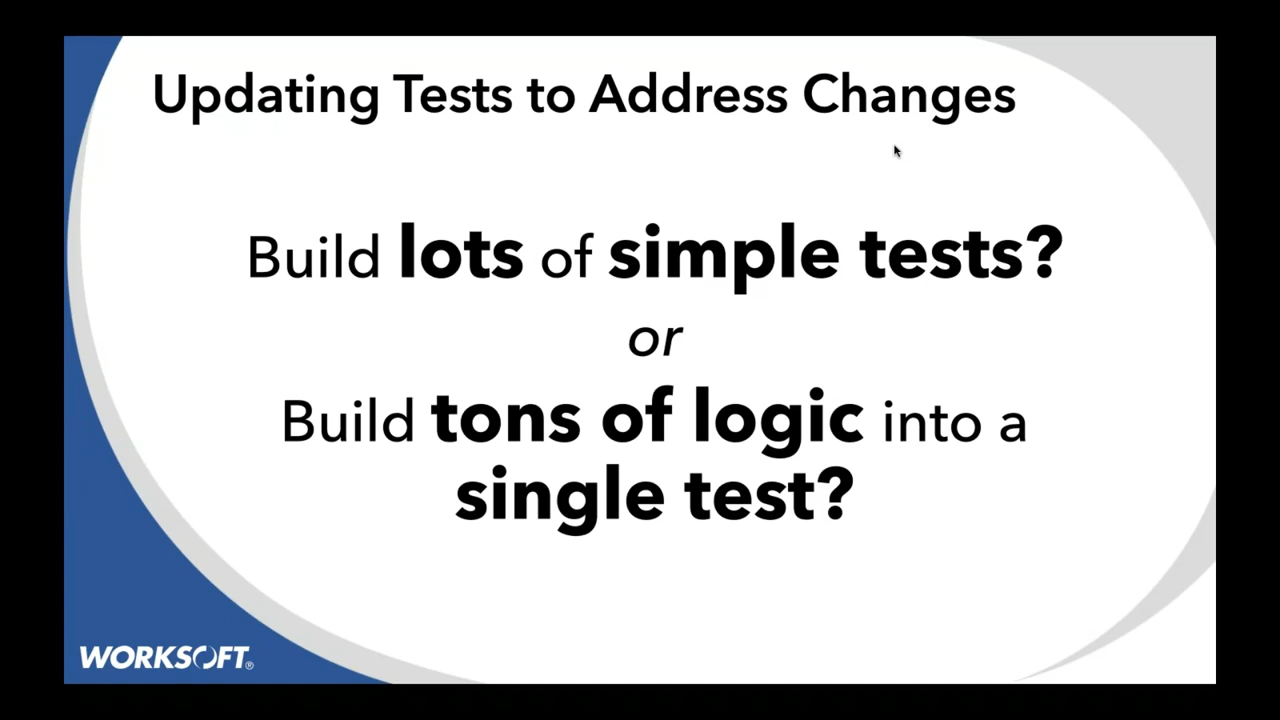 Updating Tests to Address Changes
Build lots of simple tests?
or
Build tons of logic into a
single test?
WORKSOFT®